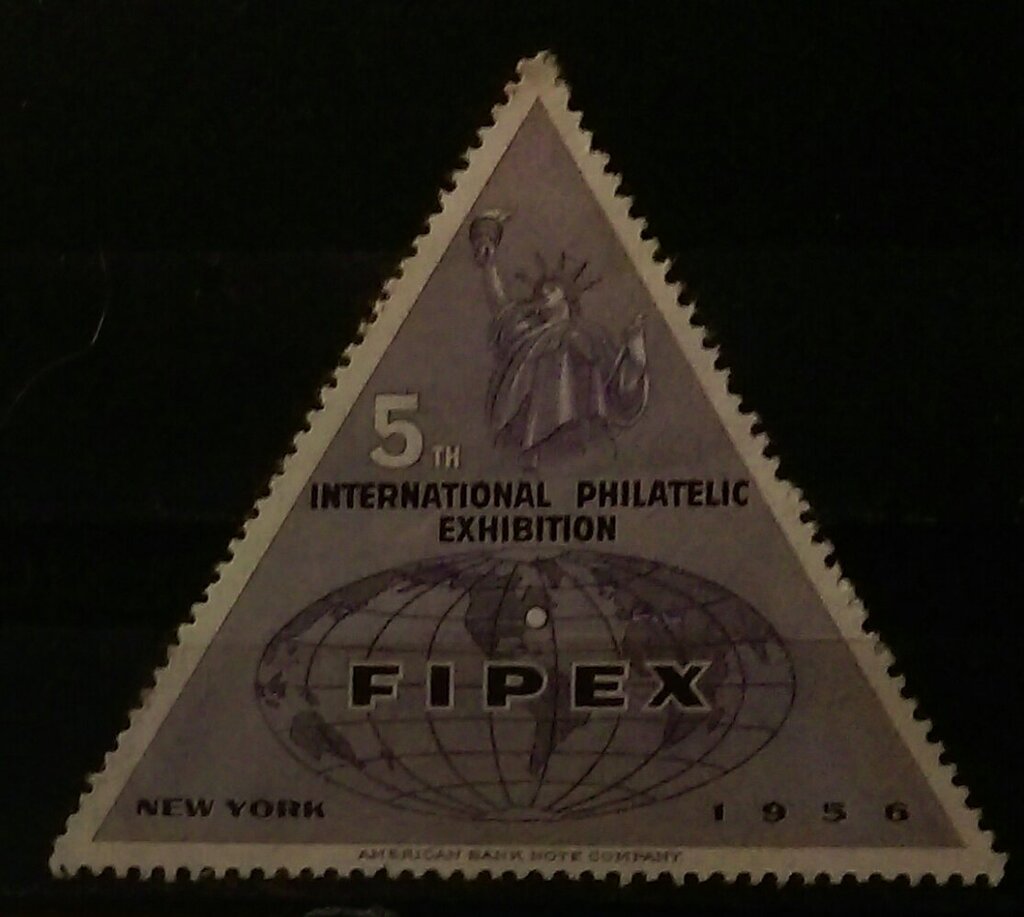 5TH
INTERNATIONAL PHILATELIC
EXHIBITION
FIPEX
NEW YORK 1956
AMERICAN BANK NOTE COMPANY